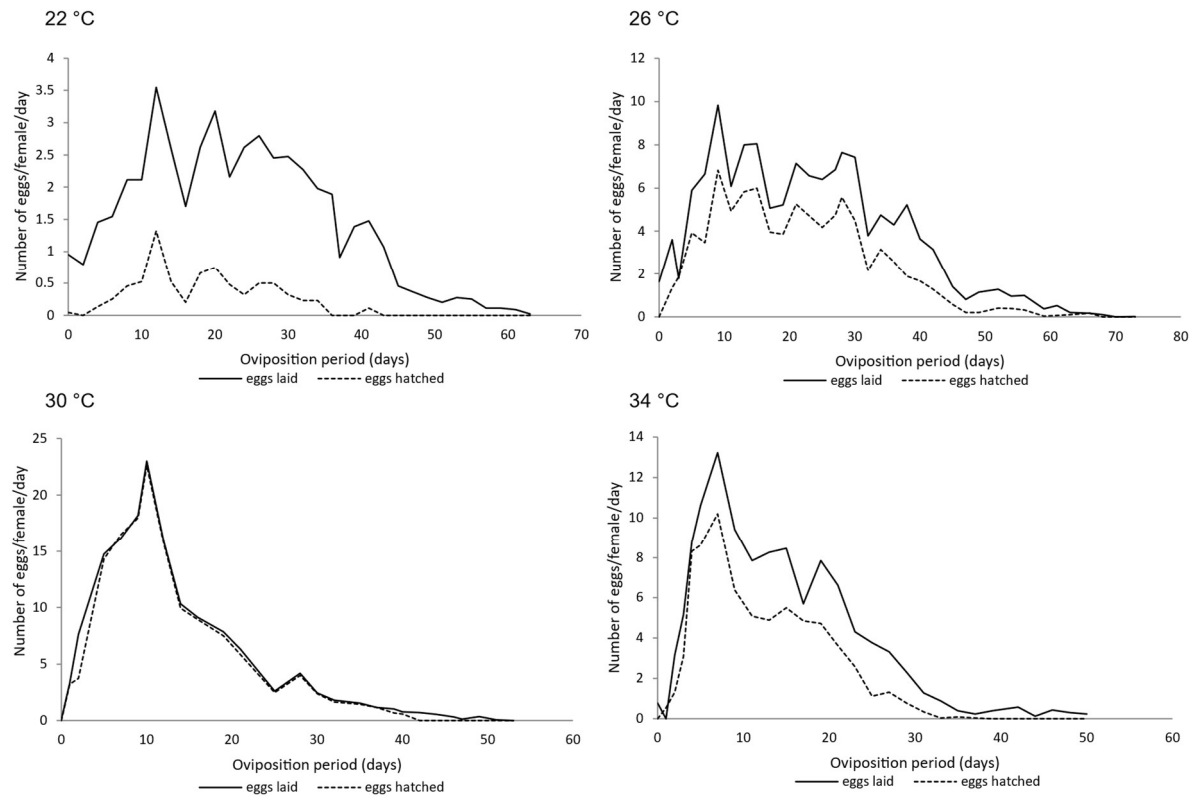 22 °C
Number of eggs/female/day
4
3.5
3
2.5
2
1.5
1
0.5
0
0 10 20 30 40 50 60 70
Oviposition period (days)
eggs laid eggs hatched
26 °C
Number of eggs/female/day
12
10
8
6
4
2
0
0 10 20 30 40 50 60 70 80
Oviposition period (days)
eggs laid eggs hatched
30 °C
Number of eggs/female/day
25
20
15
10
5
0
0 10 20 30 40 50 60
Oviposition period (days)
eggs laid eggs hatched
34 °C
Number of eggs/female/day
14
12
10
8
6
4
2
0
0 10 20 30 40 50 60
Oviposition period (days)
eggs laid eggs hatched